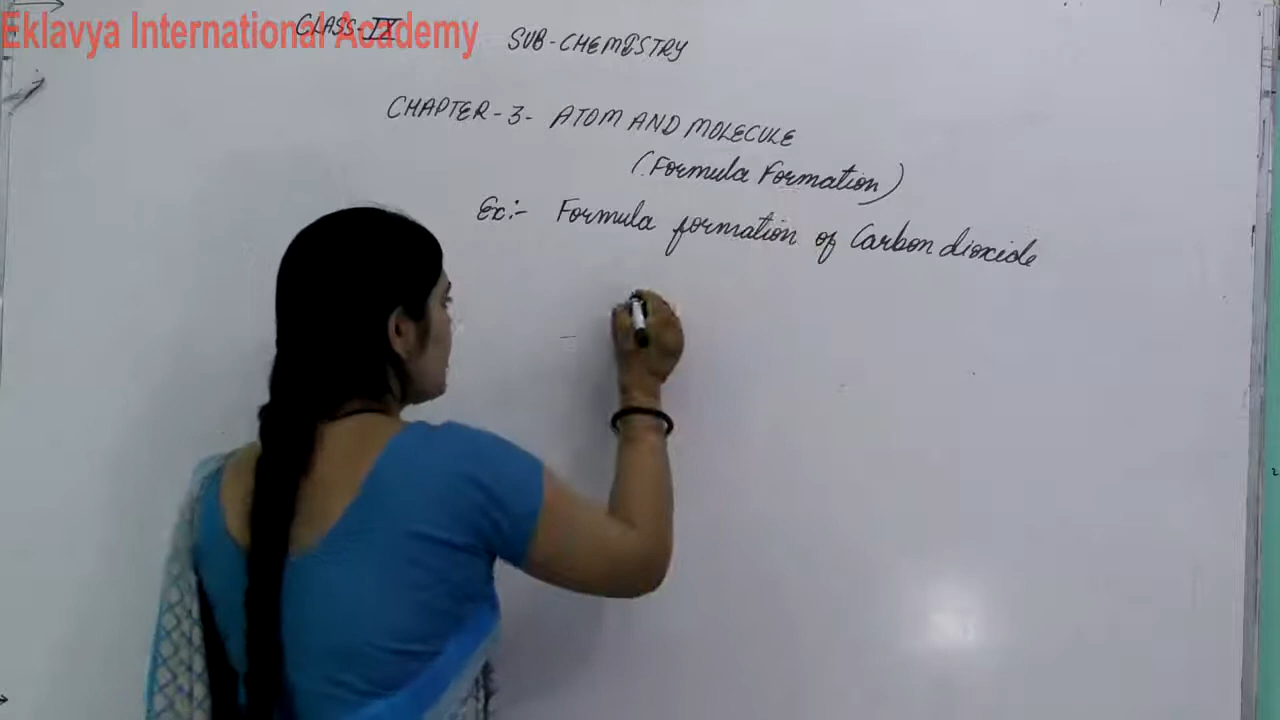 Eklavya International Academy
CLASS-IX
SUB-CHEMISTRY
CHAPTER-3- ATOM AND MOLECULE
(Formula Formation)
Ex:- Formula formation of Carbon dioxide